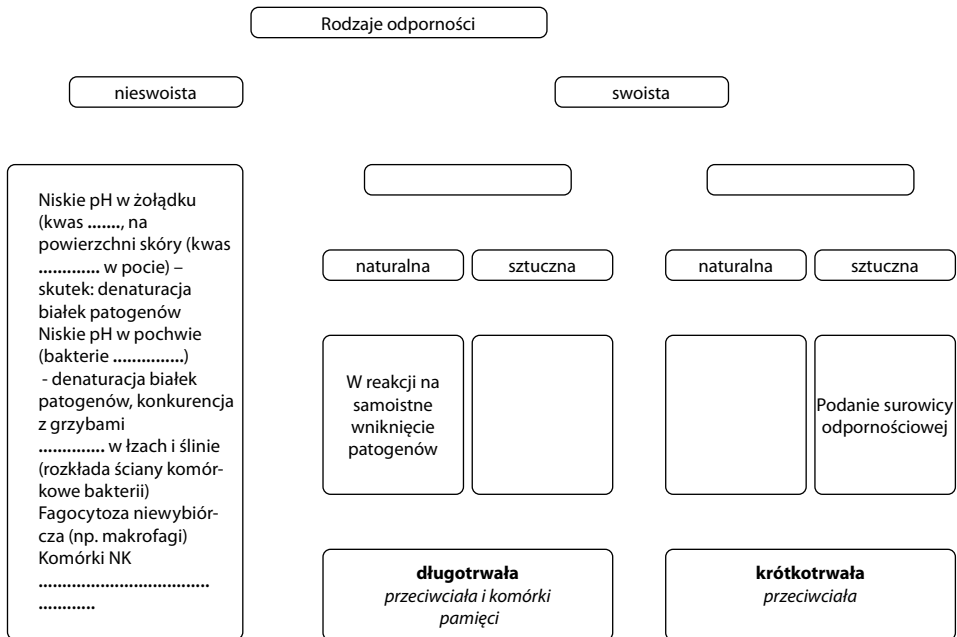 Rodzaje odporności
nieswoista
swoista
Niskie pH w żołądku
(kwas ......., na
powierzchni skóry (kwas
............. w pocie) –
skutek: denaturacja
białek patogenów
Niskie pH w pochwie
(bakterie ...............)
- denaturacja białek
patogenów, konkurencja
z grzybami
.............. w łzach i ślinie
(rozkłada ściany komór-
kowe bakterii)
Fagocytoza niewybiór-
cza (np. makrofagi)
Komórki NK
....................................
............
naturalna
sztuczna
naturalna
sztuczna
W reakcji na
samoistne
wniknięcie
patogenów
Podanie surowicy
odpornościowej
długotrwała
przeciwciała i komórki
pamięci
krótkotrwała
przeciwciała